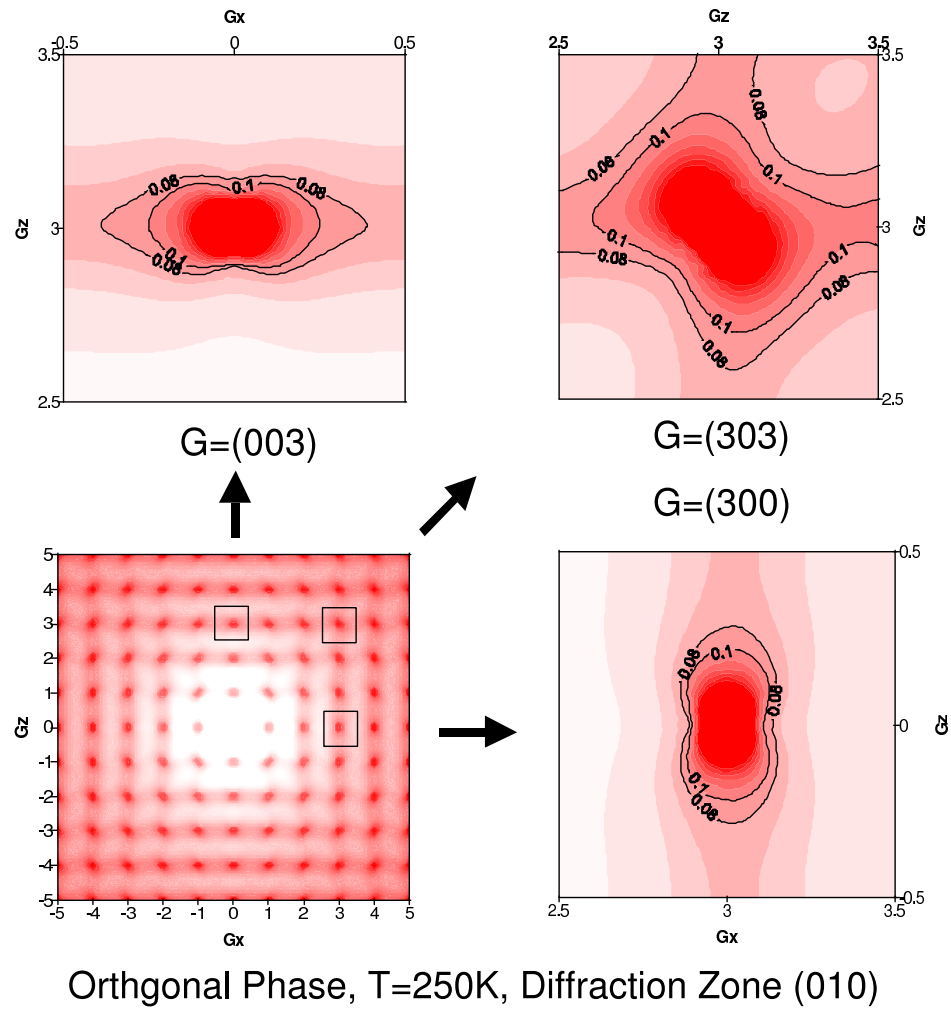 Gx
-0.5 0 0.5
3.5
3
2.5
Gz
0.08
0.1
0.08
0.1
0.08
G=(003)
Gz
2.5 3 3.5
3.5
3
2.5
Gz
0.08
0.1
0.08
0.1
0.1
0.08
0.1
0.08
0.1
0.08
G=(303)
G=(300)
5
4
3
2
1
0
-1
-2
-3
-4
-5
Gz
-5 -4 -3 -2 -1 0 1 2 3 4 5
Gx
0.5
0
-0.5
Gz
0.08
0.1
0.08
0.1
0.08
2.5 3 3.5
Gx
Orthgonal Phase, T=250K, Diffraction Zone (010)